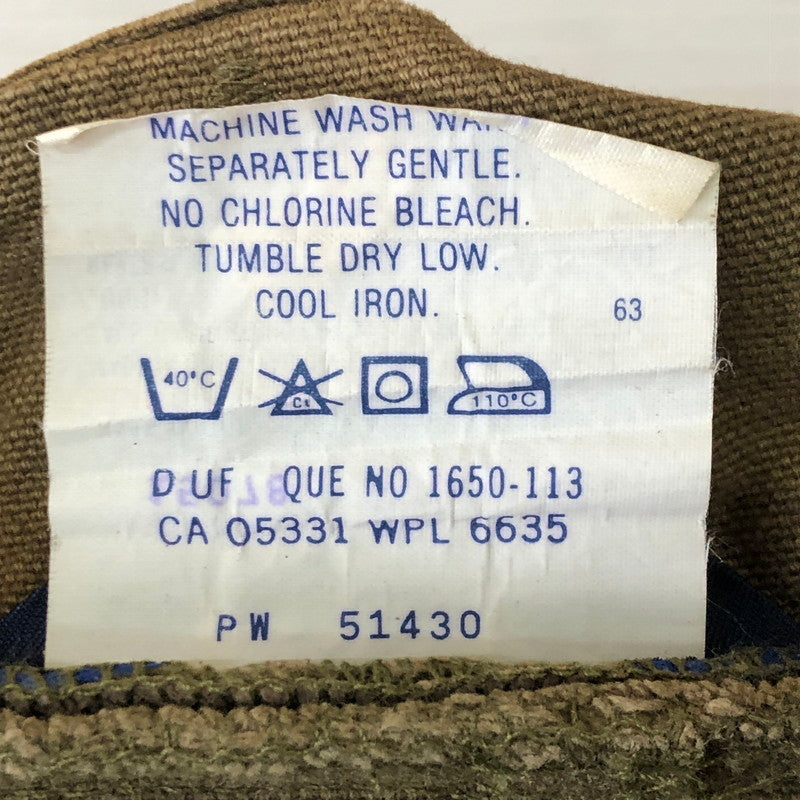 MACHINE WASH
SEPARATELY GENTLE.
NO CHLORINE BLEACH.
TUMBLE DRY LOW.
COOL IRON.
63
40°C Cl 110°C
D UF QUE NO 1650-113
CA 05331 WPL 6635
PW 51430